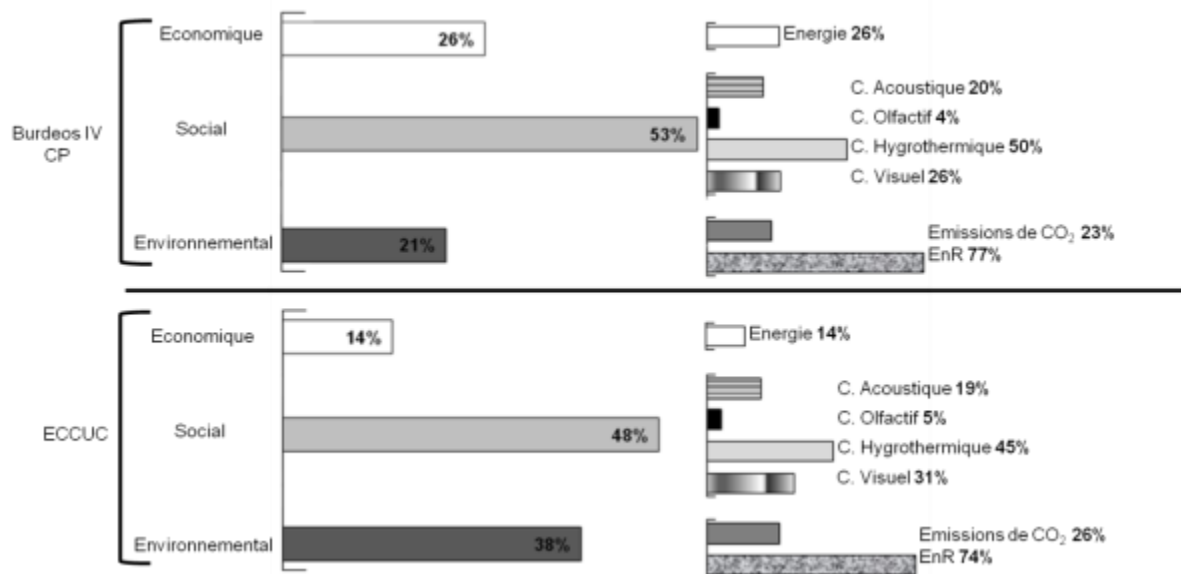 Burdeos IV
CP
Economique
26%
Energie 26%
Social
53%
C. Acoustique 20%
C. Olfactif 4%
C. Hygrothermique 50%
C. Visuel 26%
Environnemental
21%
Emissions de CO₂ 23%
EnR 77%
ECCUC
Economique
14%
Energie 14%
Social
48%
C. Acoustique 19%
C. Olfactif 5%
C. Hygrothermique 45%
C. Visuel 31%
Environnemental
38%
Emissions de CO₂ 26%
EnR 74%